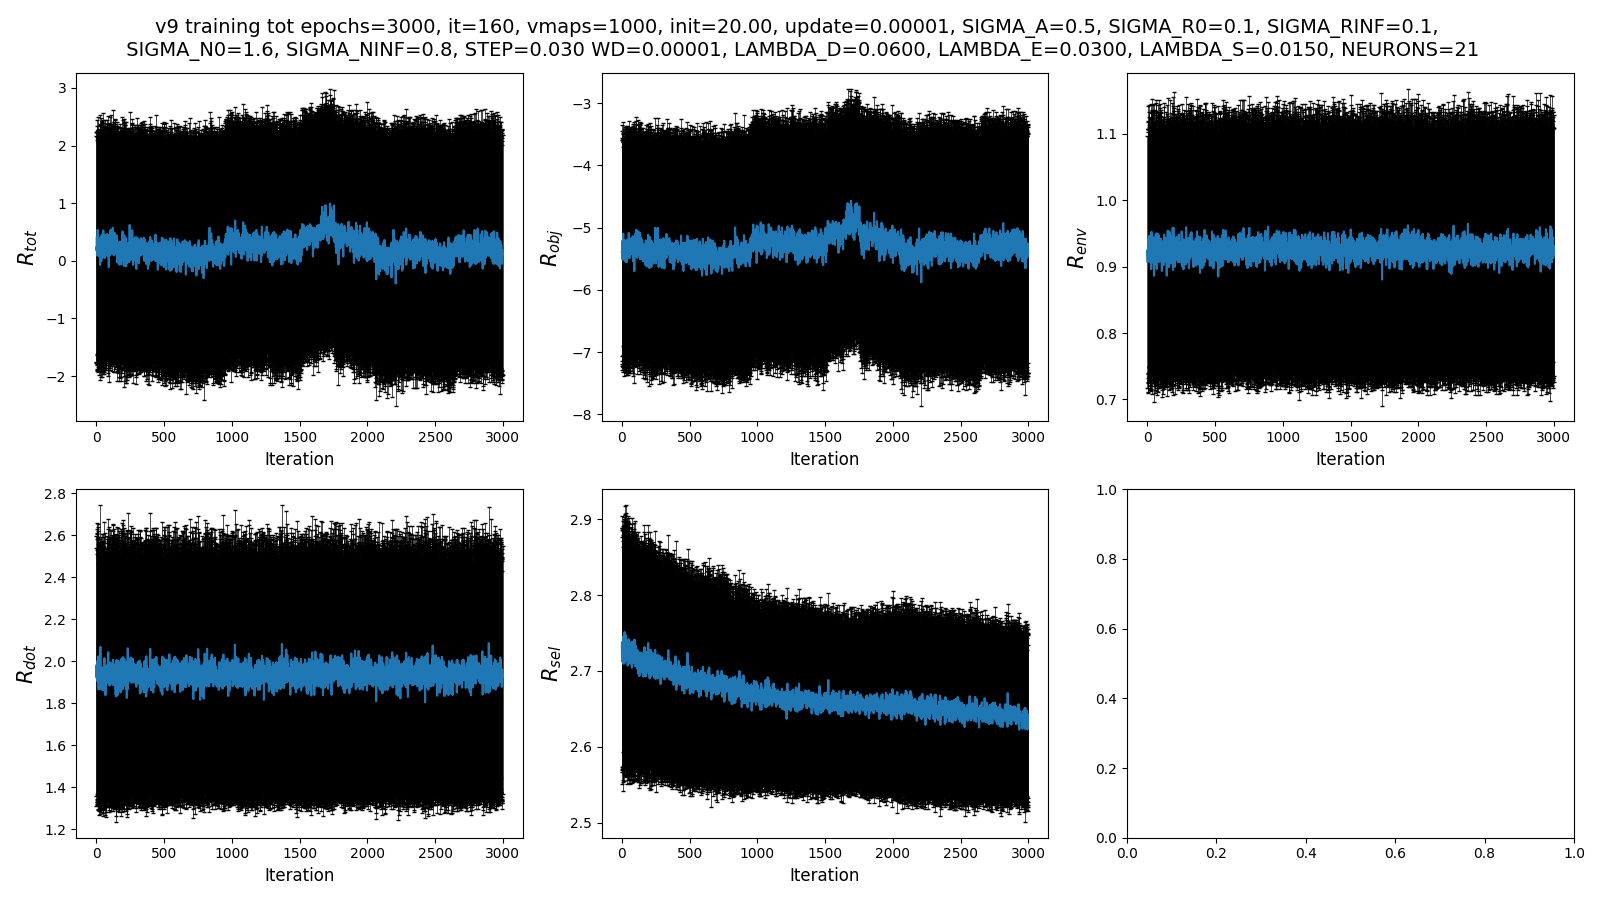 v9 training tot epochs=3000, it=160, vmaps=1000, init=20.00, update=0.00001, SIGMA_A=0.5, SIGMA_R0=0.1, SIGMA_RINF=0.1,
SIGMA_N0=1.6, SIGMA_NINF=0.8, STEP=0.030 WD=0.00001, LAMBDA_D=0.0600, LAMBDA_E=0.0300, LAMBDA_S=0.0150, NEURONS=21
R_tot
3
2
1
0
−1
−2
0 500 1000 1500 2000 2500 3000
Iteration
R_obj
−3
−4
−5
−6
−7
−8
0 500 1000 1500 2000 2500 3000
Iteration
R_env
1.1
1.0
0.9
0.8
0.7
0 500 1000 1500 2000 2500 3000
Iteration
R_dot
2.8
2.6
2.4
2.2
2.0
1.8
1.6
1.4
1.2
0 500 1000 1500 2000 2500 3000
Iteration
R_sel
2.9
2.8
2.7
2.6
2.5
0 500 1000 1500 2000 2500 3000
Iteration
1.0
0.8
0.6
0.4
0.2
0.0
0.0 0.2 0.4 0.6 0.8 1.0